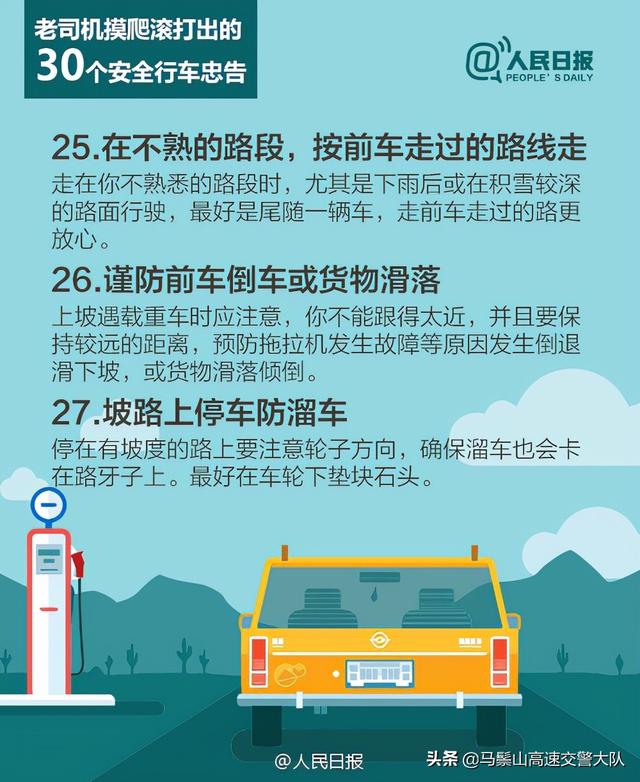 老司机摸爬滚打出的
30个安全行车忠告
@人民日报
PEOPLE'S DAILY
25.在不熟的路段，按前车走过的路线走
走在你不熟悉的路段时，尤其是下雨后或在积雪较深
的路面行驶，最好是尾随一辆车，走前车走过的路更
放心。
26.谨防前车倒车或货物滑落
上坡遇载重车时应注意，你不能跟得太近，并且要保
持较远的距离，预防拖拉机发生故障等原因发生倒退
滑下坡，或货物滑落倾倒。
27.坡路上停车防溜车
停在有坡度的路上要注意轮子方向，确保溜车也会卡
在路牙子上。最好在车轮下垫块石头。
@人民日报
头条 @马鬃山高速交警大队